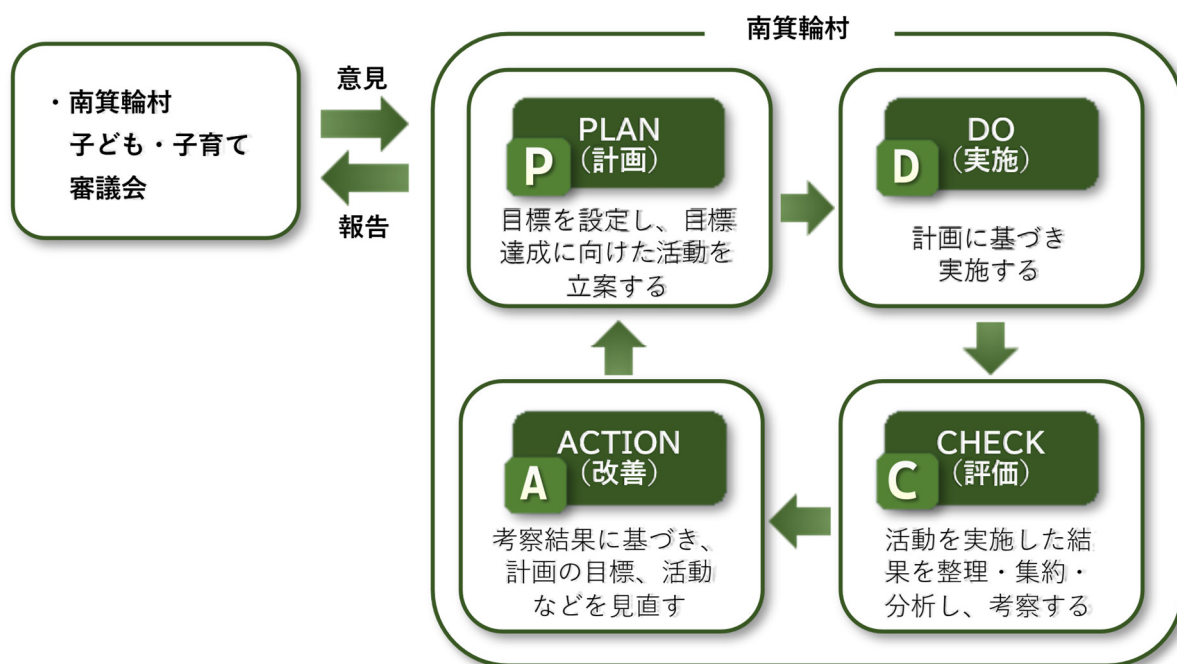 南箕輪村
・南箕輪村
子ども・子育て
審議会
意見
報告
PLAN
(計画)
P
目標を設定し、目標
達成に向けた活動を
立案する
DO
(実施)
D
計画に基づき
実施する
ACTION
(改善)
A
考察結果に基づき、
計画の目標、活動
などを見直す
CHECK
(評価)
C
活動を実施した結
果を整理・集約・
分析し、考察する